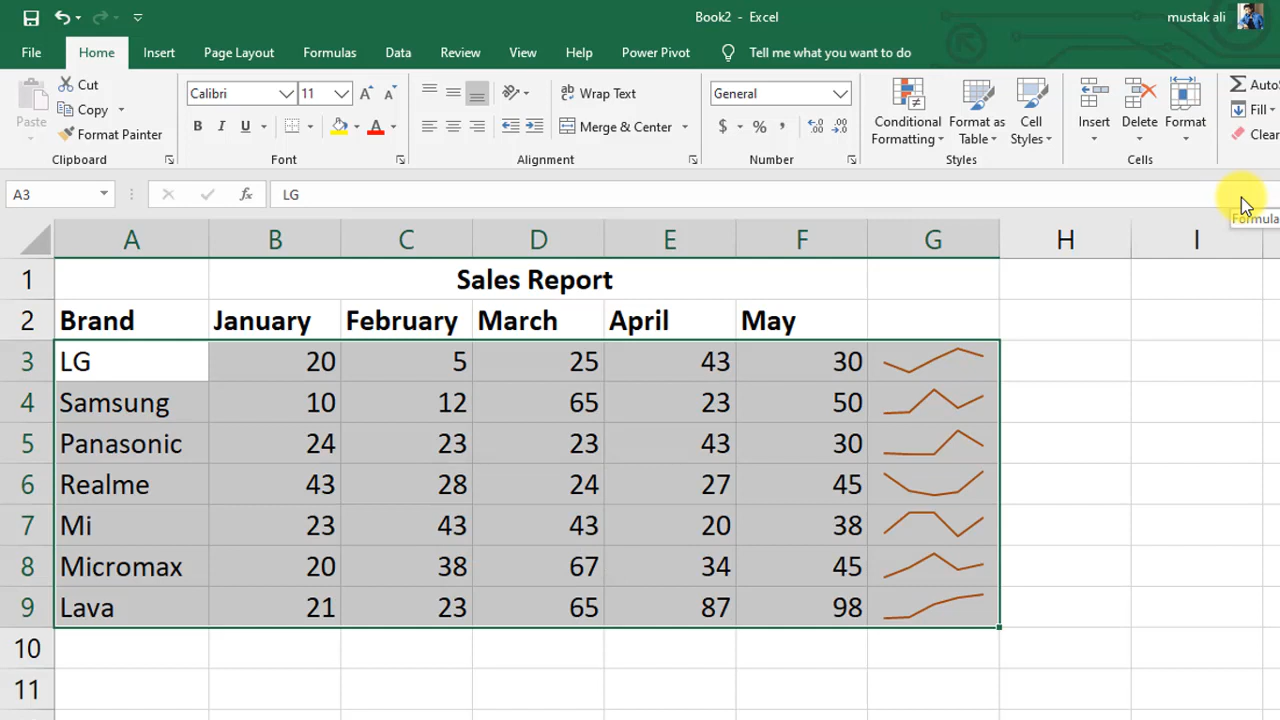 Book2 - Excel
mustak ali
File Home Insert Page Layout Formulas Data Review View Help Power Pivot Tell me what you want to do
Paste
Cut
Copy
Format Painter
Clipboard
Calibri 11
B I U
Font
Wrap Text
Merge & Center
Alignment
General
$ % ,
Number
Conditional Formatting
Format as Table
Cell Styles
Styles
Insert Delete Format
Cells
Auto
Fill
Clear
A3 fx LG
Formula
A B C D E F G H I
1 Sales Report
2 Brand January February March April May
3 LG 20 5 25 43 30
4 Samsung 10 12 65 23 50
5 Panasonic 24 23 23 43 30
6 Realme 43 28 24 27 45
7 Mi 23 43 43 20 38
8 Micromax 20 38 67 34 45
9 Lava 21 23 65 87 98
10
11